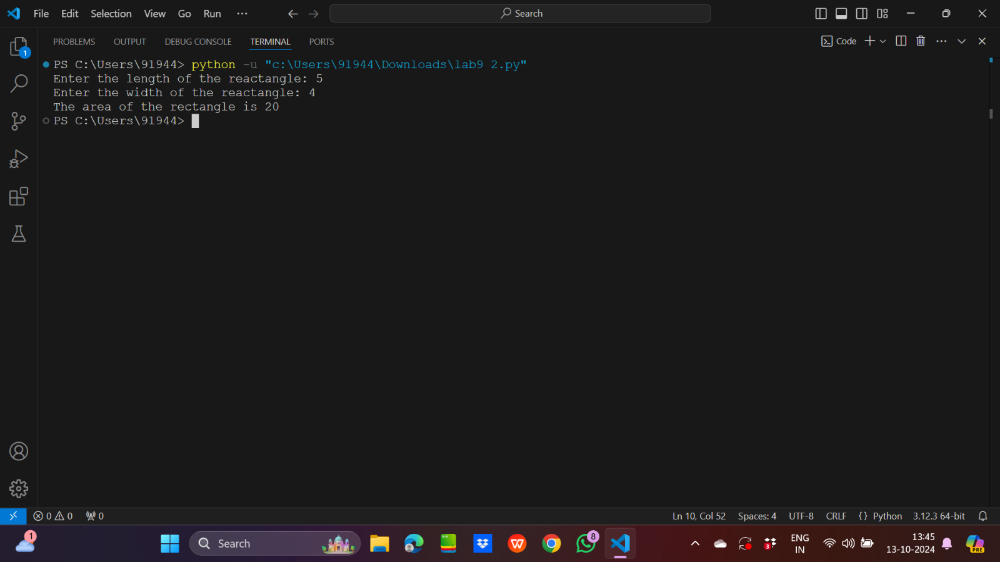 File Edit Selection View Go Run ···
Search
1
PROBLEMS OUTPUT DEBUG CONSOLE TERMINAL PORTS
Code
PS C:\Users\91944> python -u "c:\Users\91944\Downloads\lab9 2.py"
Enter the length of the reactangle: 5
Enter the width of the reactangle: 4
The area of the rectangle is 20
PS C:\Users\91944>
0 0 0
Ln 10, Col 52 Spaces: 4 UTF-8 CRLF {} Python 3.12.3 64-bit
1
Search
W
8
3
ENG
IN
13:45
13-10-2024
PRE